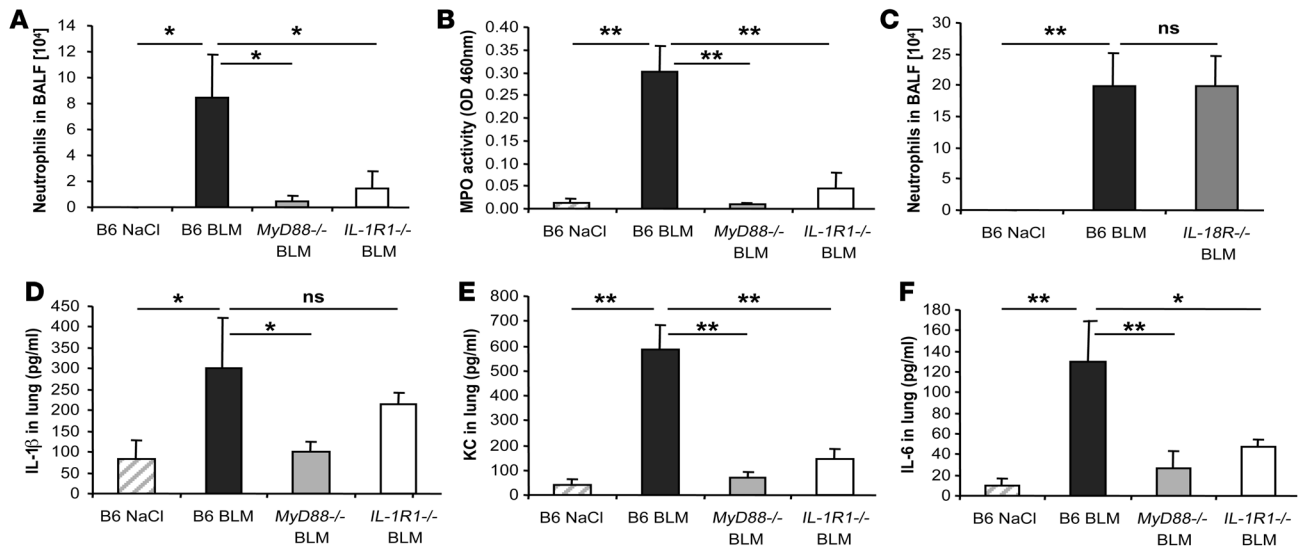 A
Neutrophils in BALF [10⁴]
14
12
10
8
6
4
2
0
*
*
*
B6 NaCl
B6 BLM
MyD88-/-
BLM
IL-1R1-/-
BLM
B
MPO activity (OD 460nm)
0.40
0.35
0.30
0.25
0.20
0.15
0.10
0.05
0.00
**
**
**
B6 NaCl
B6 BLM
MyD88-/-
BLM
IL-1R1-/-
BLM
C
Neutrophils in BALF [10⁴]
30
25
20
15
10
5
0
**
ns
B6 NaCl
B6 BLM
IL-18R-/-
BLM
D
IL-1β in lung (pg/ml)
450
400
350
300
250
200
150
100
50
0
*
ns
*
B6 NaCl
B6 BLM
MyD88-/-
BLM
IL-1R1-/-
BLM
E
KC in lung (pg/ml)
800
700
600
500
400
300
200
100
0
**
**
**
B6 NaCl
B6 BLM
MyD88-/-
BLM
IL-1R1-/-
BLM
F
IL-6 in lung (pg/ml)
180
160
140
120
100
80
60
40
20
0
**
*
**
B6 NaCl
B6 BLM
MyD88-/-
BLM
IL-1R1-/-
BLM